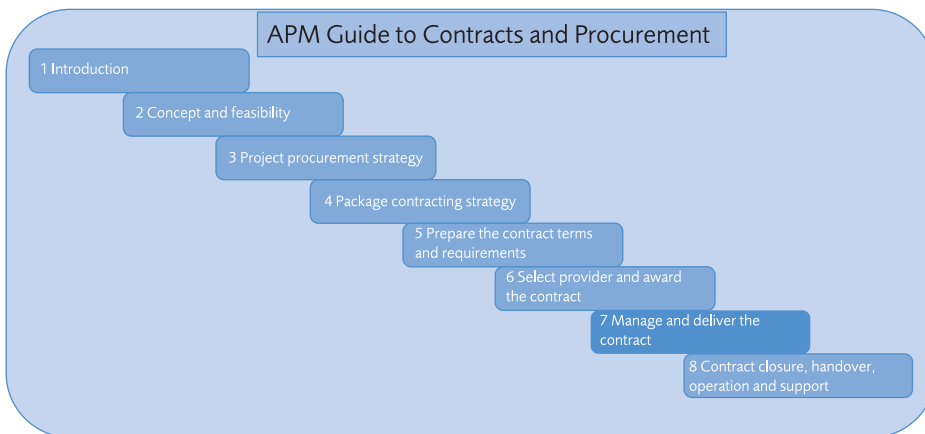 APM Guide to Contracts and Procurement
1 Introduction
2 Concept and feasibility
3 Project procurement strategy
4 Package contracting strategy
5 Prepare the contract terms
and requirements
6 Select provider and award
the contract
7 Manage and deliver the
contract
8 Contract closure, handover,
operation and support